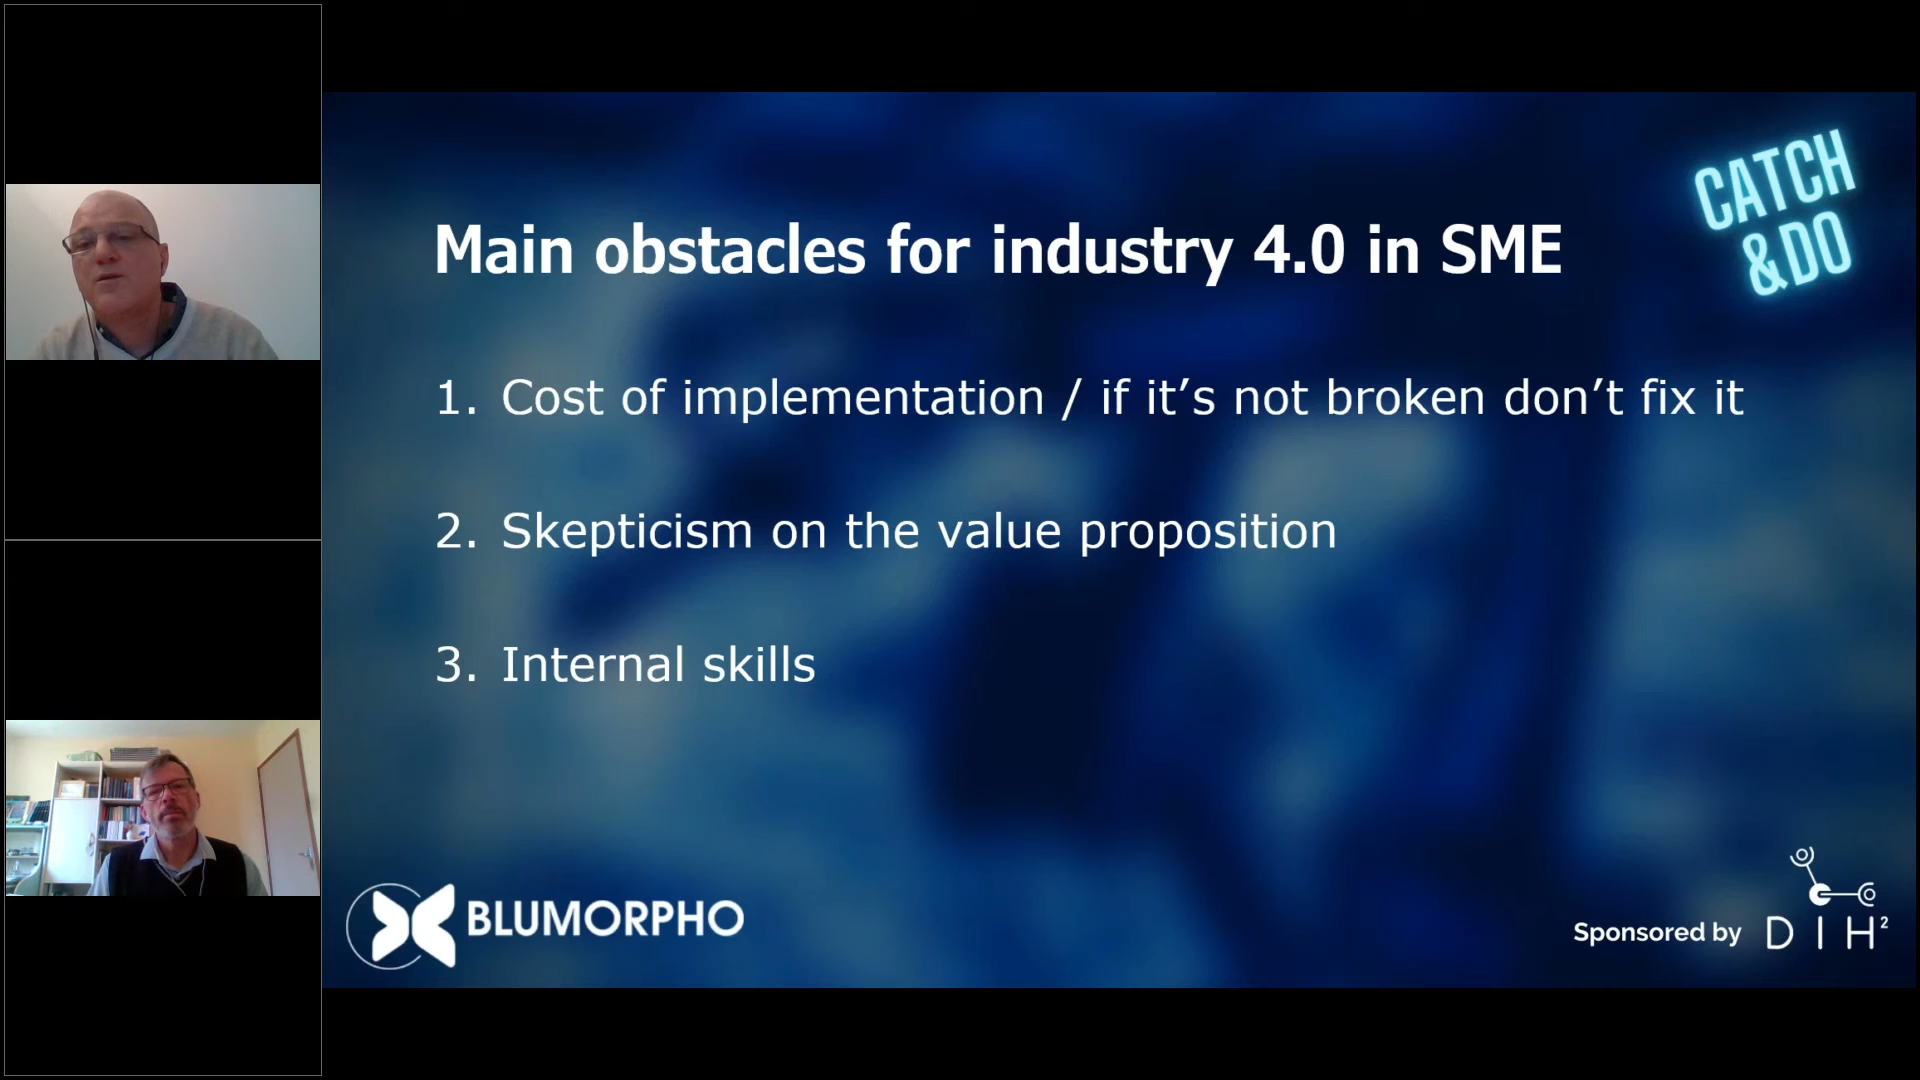 CATCH
&DO
Main obstacles for industry 4.0 in SME
1. Cost of implementation / if it’s not broken don’t fix it
2. Skepticism on the value proposition
3. Internal skills
BLUMORPHO
Sponsored by DIH²